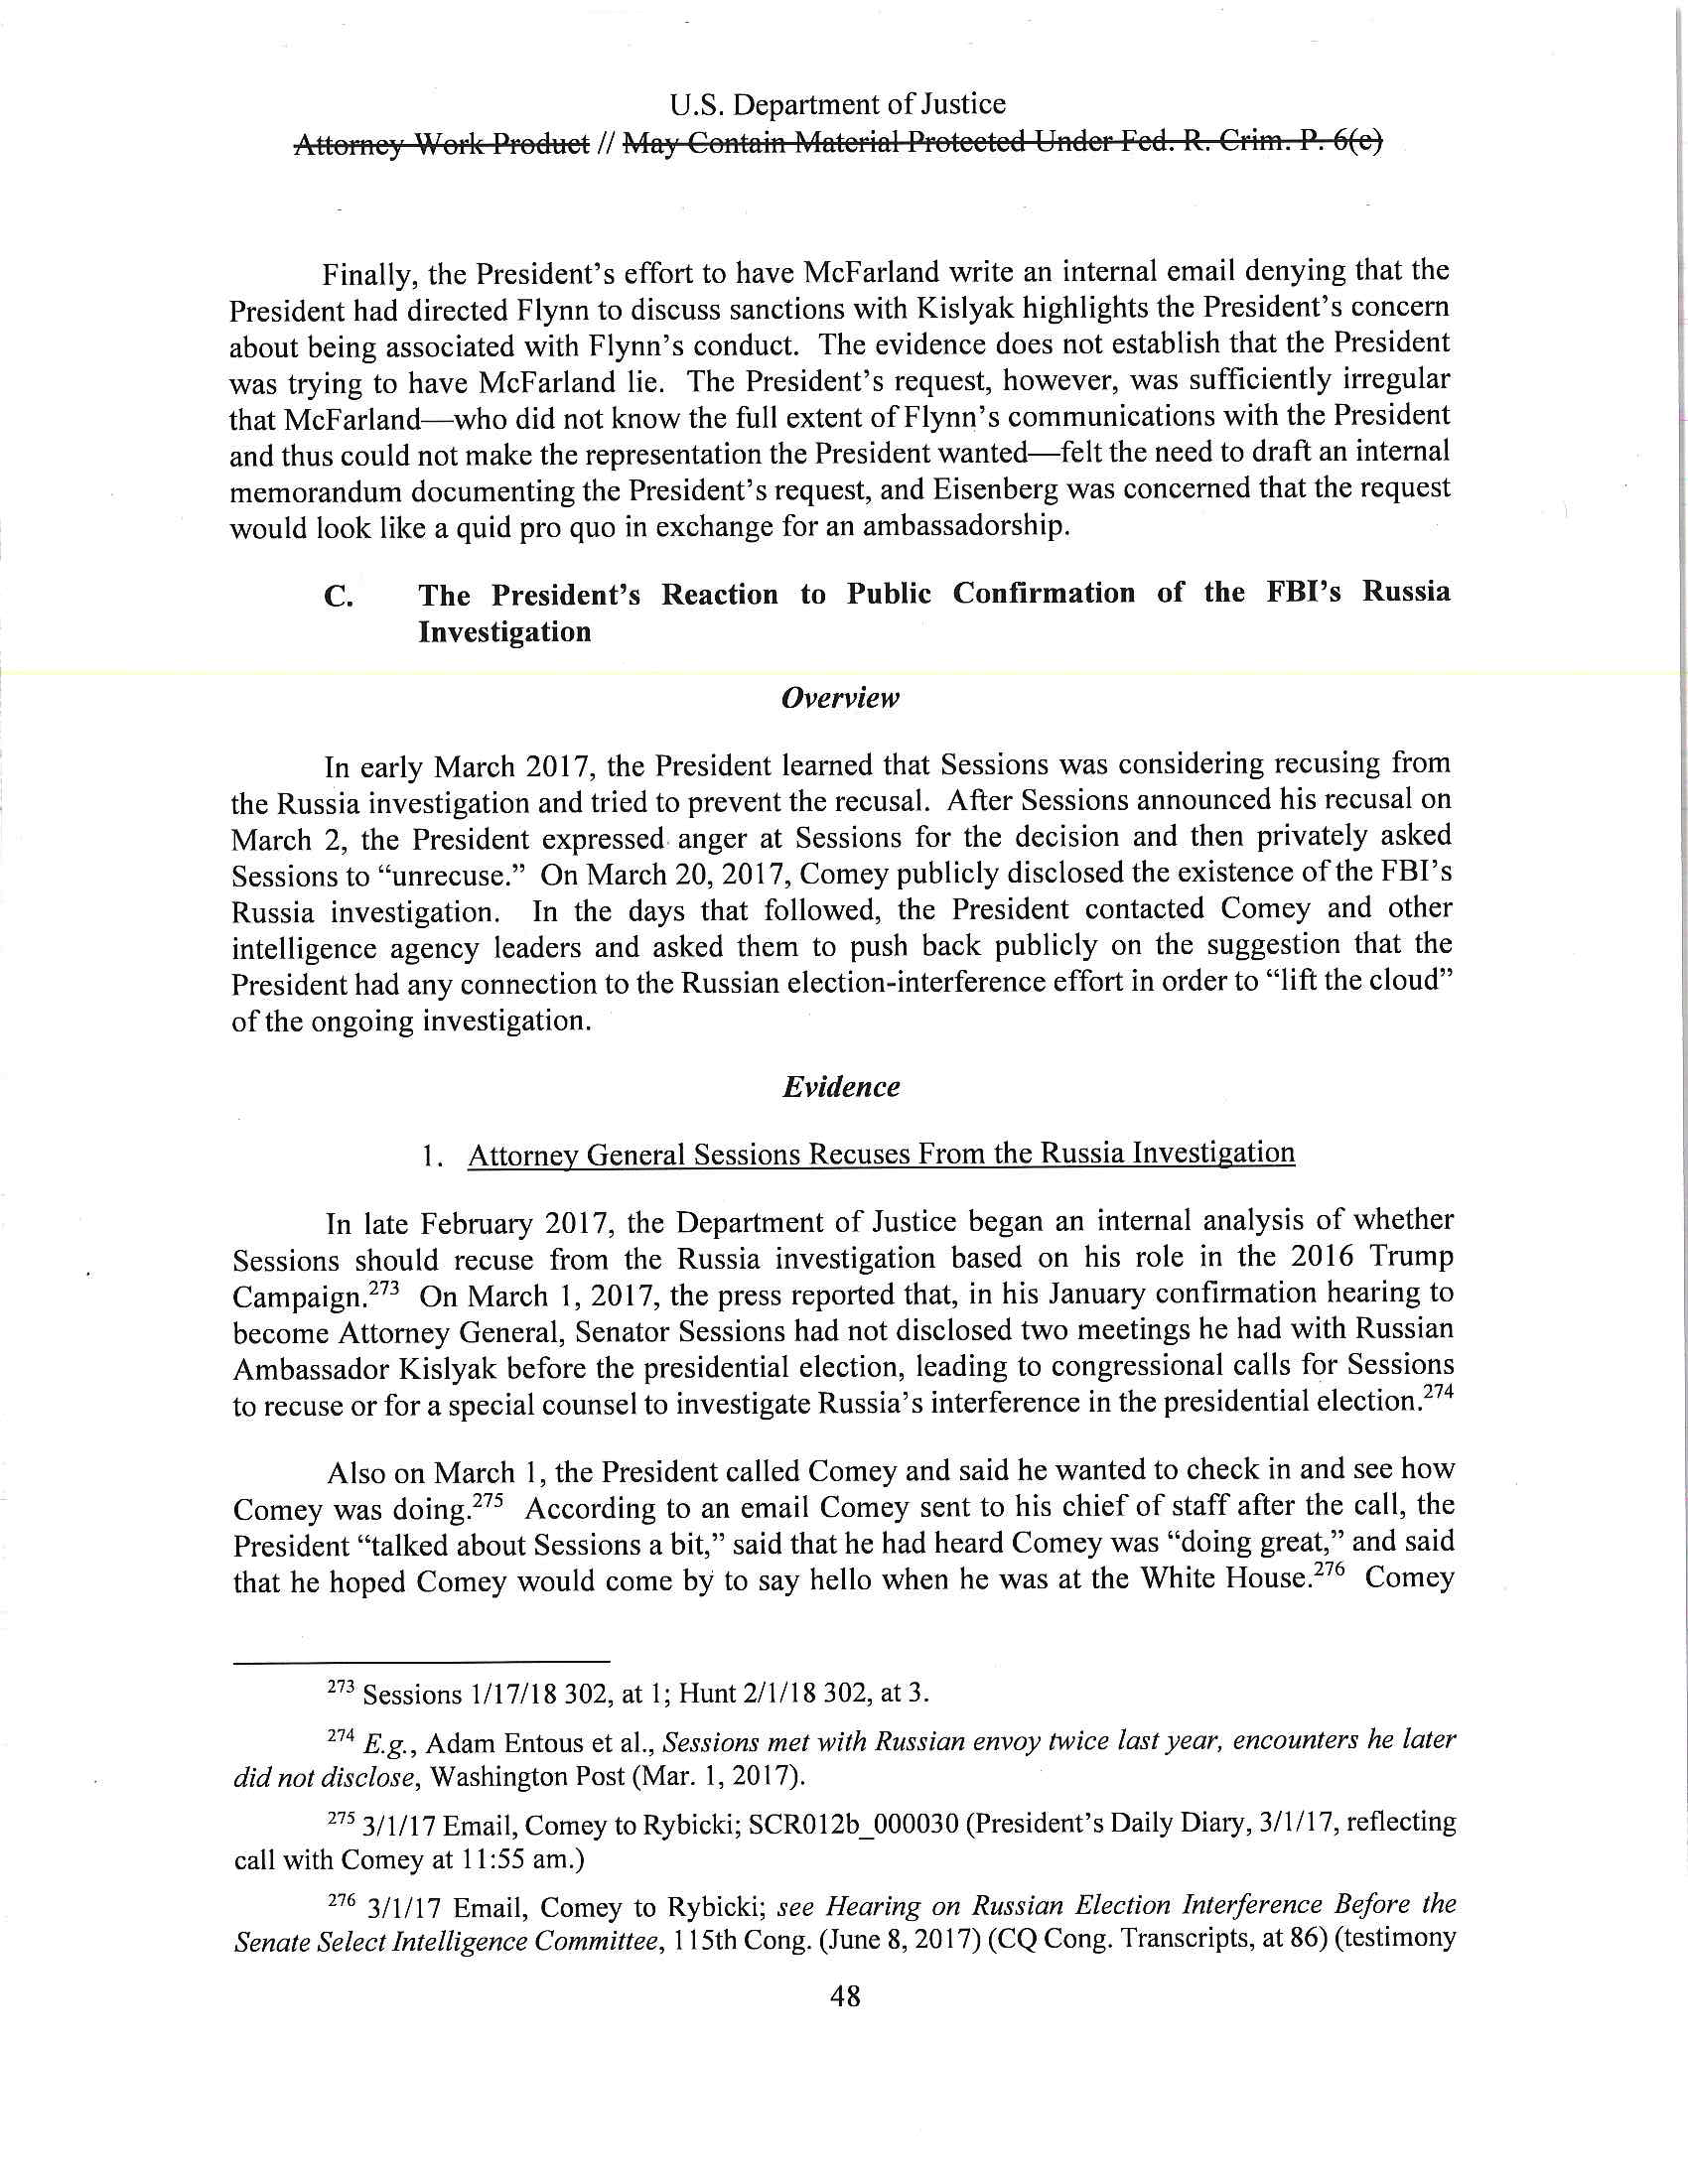 U.S. Department of Justice
Attorney Work Product // May Contain Material Protected Under Fed. R. Crim. P. 6(e)
Finally, the President's effort to have McFarland write an internal email denying that the
President had directed Flynn to discuss sanctions with Kislyak highlights the President's concern
about being associated with Flynn's conduct. The evidence does not establish that the President
was trying to have McFarland lie. The President's request, however, was sufficiently irregular
that McFarland—who did not know the full extent of Flynn's communications with the President
and thus could not make the representation the President wanted—felt the need to draft an internal
memorandum documenting the President's request, and Eisenberg was concerned that the request
would look like a quid pro quo in exchange for an ambassadorship.
C. The President's Reaction to Public Confirmation of the FBI's Russia
Investigation
Overview
In early March 2017, the President learned that Sessions was considering recusing from
the Russia investigation and tried to prevent the recusal. After Sessions announced his recusal on
March 2, the President expressed anger at Sessions for the decision and then privately asked
Sessions to “unrecuse.” On March 20, 2017, Comey publicly disclosed the existence of the FBI's
Russia investigation. In the days that followed, the President contacted Comey and other
intelligence agency leaders and asked them to push back publicly on the suggestion that the
President had any connection to the Russian election-interference effort in order to “lift the cloud”
of the ongoing investigation.
Evidence
1. Attorney General Sessions Recuses From the Russia Investigation
In late February 2017, the Department of Justice began an internal analysis of whether
Sessions should recuse from the Russia investigation based on his role in the 2016 Trump
Campaign.273 On March 1, 2017, the press reported that, in his January confirmation hearing to
become Attorney General, Senator Sessions had not disclosed two meetings he had with Russian
Ambassador Kislyak before the presidential election, leading to congressional calls for Sessions
to recuse or for a special counsel to investigate Russia's interference in the presidential election.274
Also on March 1, the President called Comey and said he wanted to check in and see how
Comey was doing.275 According to an email Comey sent to his chief of staff after the call, the
President “talked about Sessions a bit,” said that he had heard Comey was “doing great,” and said
that he hoped Comey would come by to say hello when he was at the White House.276 Comey
273 Sessions 1/17/18 302, at 1; Hunt 2/1/18 302, at 3.
274 E.g., Adam Entous et al., Sessions met with Russian envoy twice last year, encounters he later
did not disclose, Washington Post (Mar. 1, 2017).
275 3/1/17 Email, Comey to Rybicki; SCR012b_000030 (President's Daily Diary, 3/1/17, reflecting
call with Comey at 11:55 am.)
276 3/1/17 Email, Comey to Rybicki; see Hearing on Russian Election Interference Before the
Senate Select Intelligence Committee, 115th Cong. (June 8, 2017) (CQ Cong. Transcripts, at 86) (testimony
48